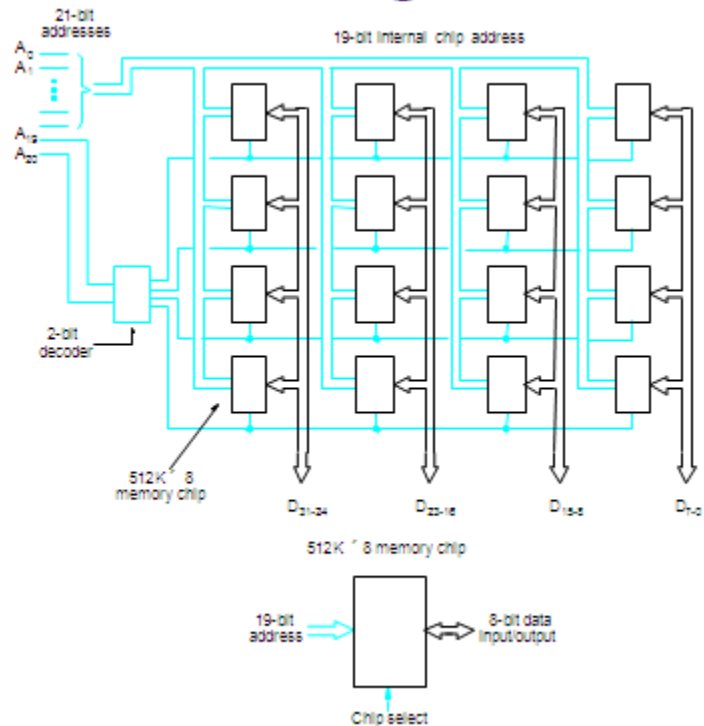 21-bit
addresses
19-bit internal chip address
A₀
A₁
A₁₉
A₂₀
2-bit
decoder
512K ´ 8
memory chip
D₃₁₋₂₄
D₂₃₋₁₆
D₁₅₋₈
D₇₋₀
512K ´ 8 memory chip
19-bit
address
8-bit data
input/output
Chip select